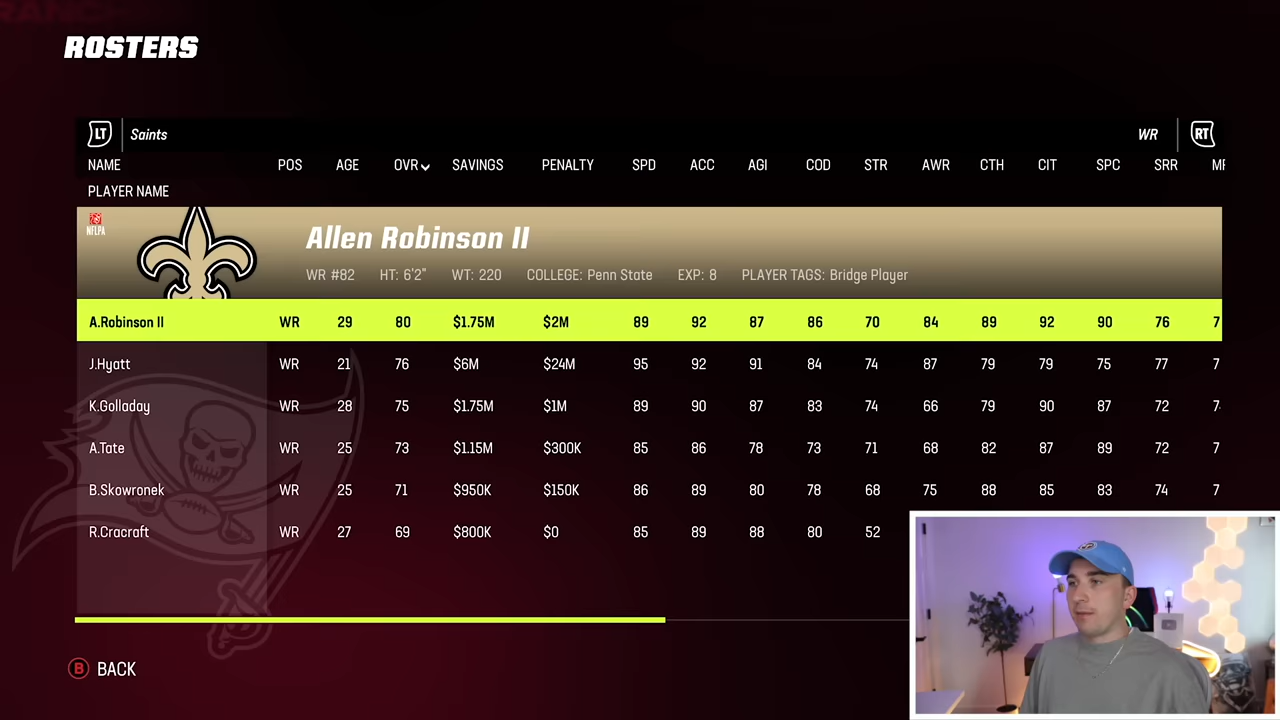 ROSTERS
LT Saints WR RT
NAME POS AGE OVR SAVINGS PENALTY SPD ACC AGI COD STR AWR CTH CIT SPC SRR
PLAYER NAME
NFLPA
Allen Robinson II
WR #82 HT: 6'2" WT: 220 COLLEGE: Penn State EXP: 8 PLAYER TAGS: Bridge Player
A.Robinson II WR 29 80 $1.75M $2M 89 92 87 86 70 84 89 92 90 76 7
J.Hyatt WR 21 76 $6M $24M 95 92 91 84 74 87 79 79 75 77 7
K.Golladay WR 28 75 $1.75M $1M 89 90 87 83 74 66 79 90 87 72 7
A.Tate WR 25 73 $1.15M $300K 85 86 78 73 71 68 82 87 89 72 7
B.Skowronek WR 25 71 $950K $150K 86 89 80 78 68 75 88 85 83 74 7
R.Cracraft WR 27 69 $800K $0 85 89 88 80 52
B BACK